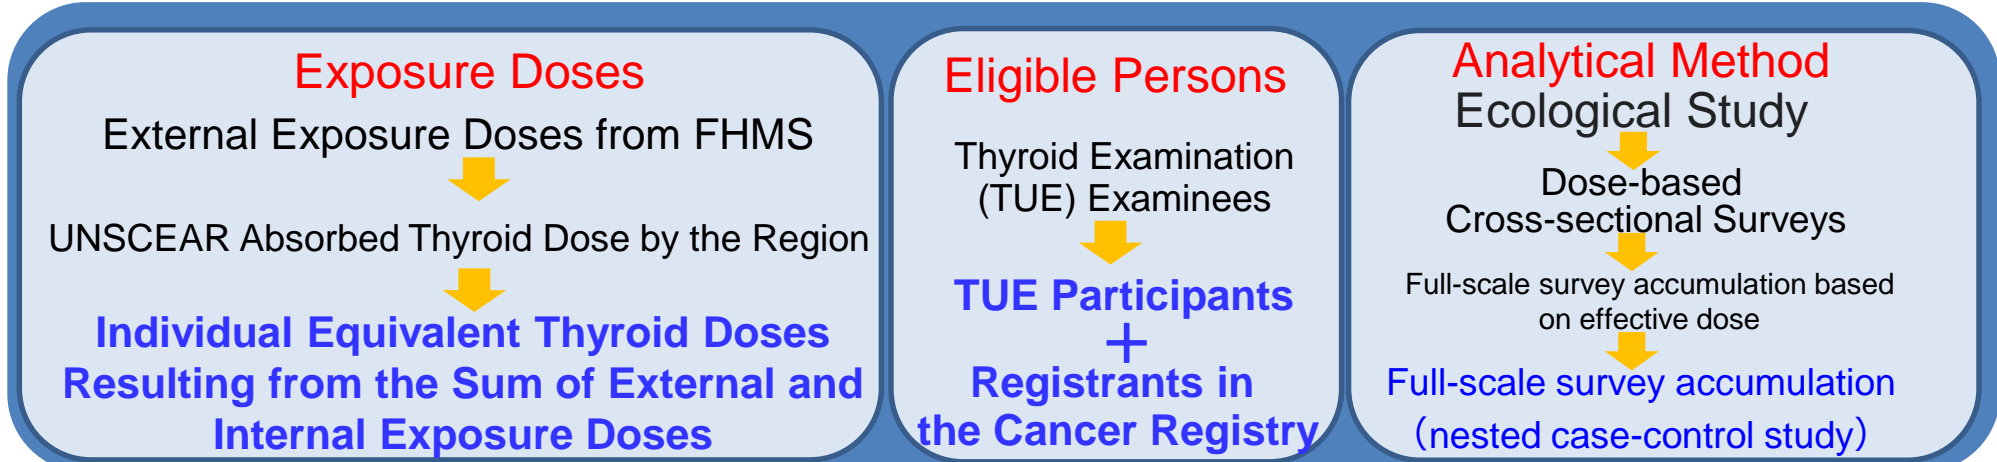 Exposure Doses
External Exposure Doses from FHMS
UNSCEAR Absorbed Thyroid Dose by the Region
Individual Equivalent Thyroid Doses
Resulting from the Sum of External and
Internal Exposure Doses
Eligible Persons
Thyroid Examination
(TUE) Examinees
TUE Participants
+
Registrants in
the Cancer Registry
Analytical Method
Ecological Study
Dose-based
Cross-sectional Surveys
Full-scale survey accumulation based
on effective dose
Full-scale survey accumulation
（nested case-control study）